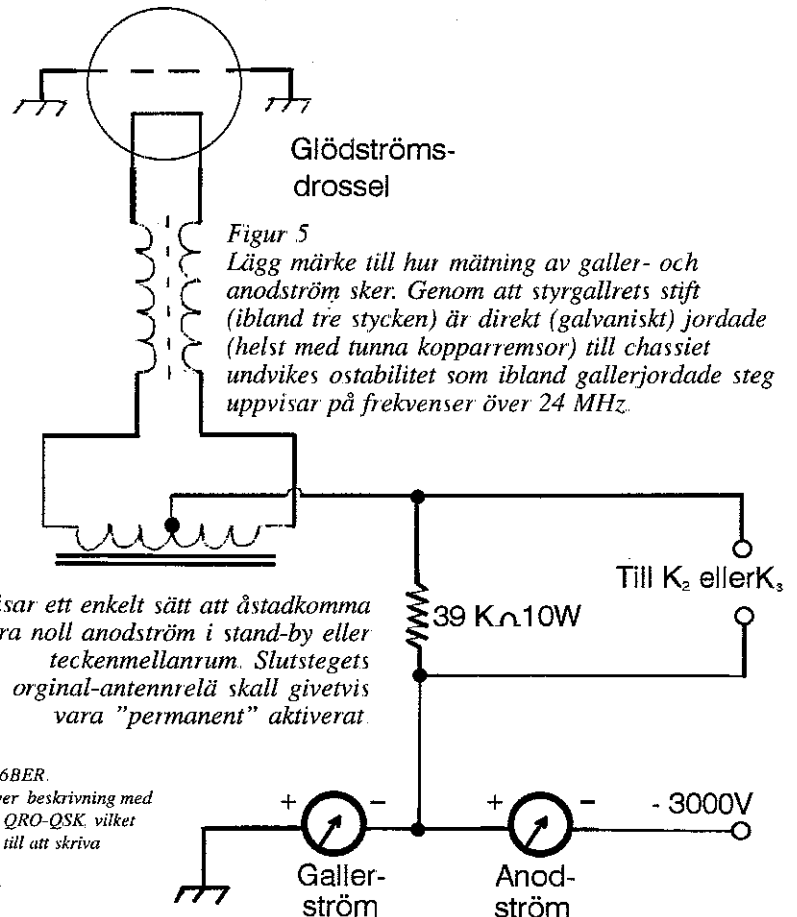 Glödströms-
drossel
Figur 5
Lägg märke till hur mätning av galler- och
anodström sker. Genom att styrgallrets stift
(ibland tre stycken) är direkt (galvaniskt) jordade
(helst med tunna kopparremsor) till chassiet
undvikes ostabilitet som ibland gallerjordade steg
uppvisar på frekvenser över 24 MHz.
Till K₂ ellerK₃
39 KΩ10W
sar ett enkelt sätt att åstadkomma
ra noll anodström i stand-by eller
teckenmellanrum. Slutstegets
orginal-antennrelä skall givetvis
vara "permanent" aktiverat.
6BER.
ver beskrivning med
QRO-QSK, vilket
till att skriva
+ - + - - 3000V
Galler-
ström
Anod-
ström